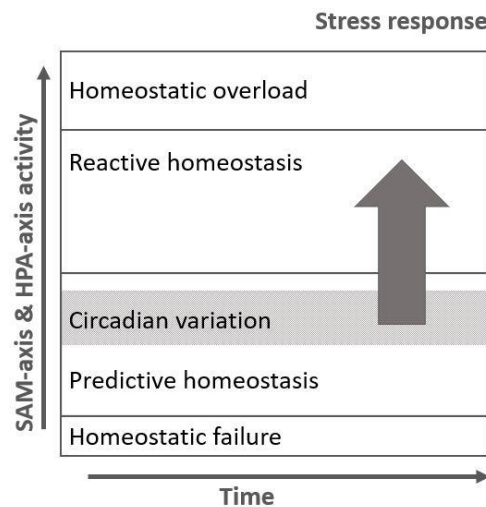 Stress response
Homeostatic overload
Reactive homeostasis
Circadian variation
Predictive homeostasis
Homeostatic failure
SAM-axis & HPA-axis activity
Time